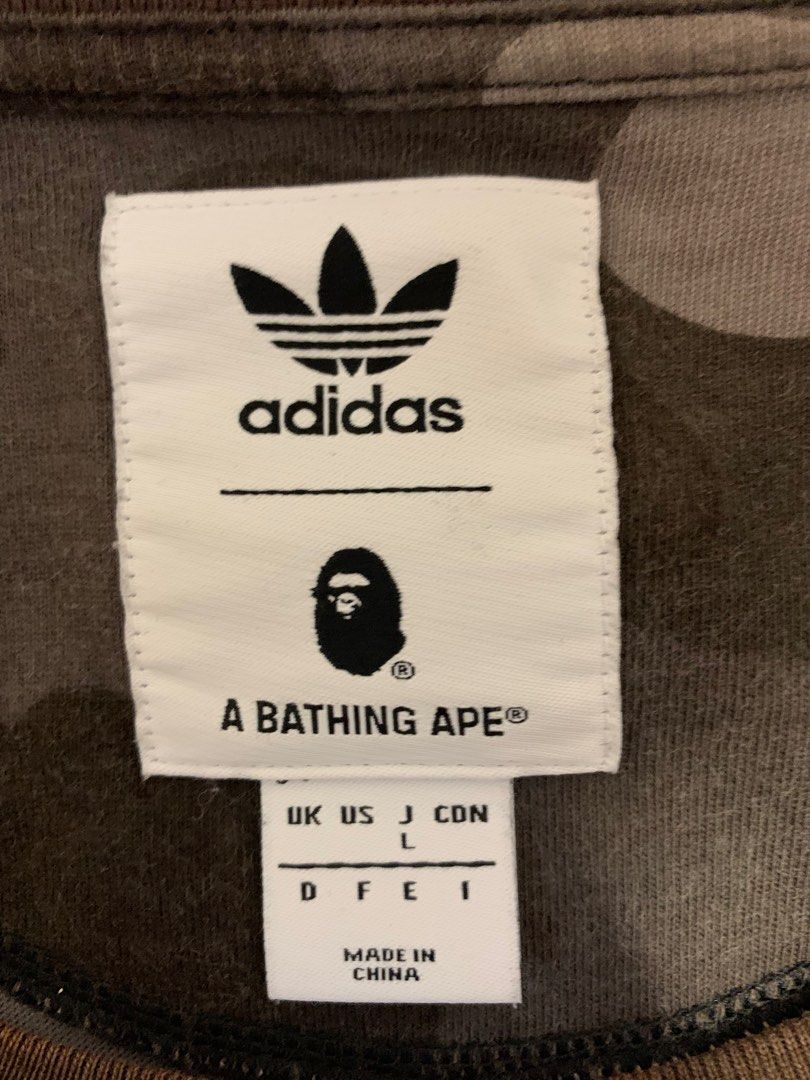 adidas
®
A BATHING APE®
UK US J CDN
L
D F E I
MADE IN
CHINA